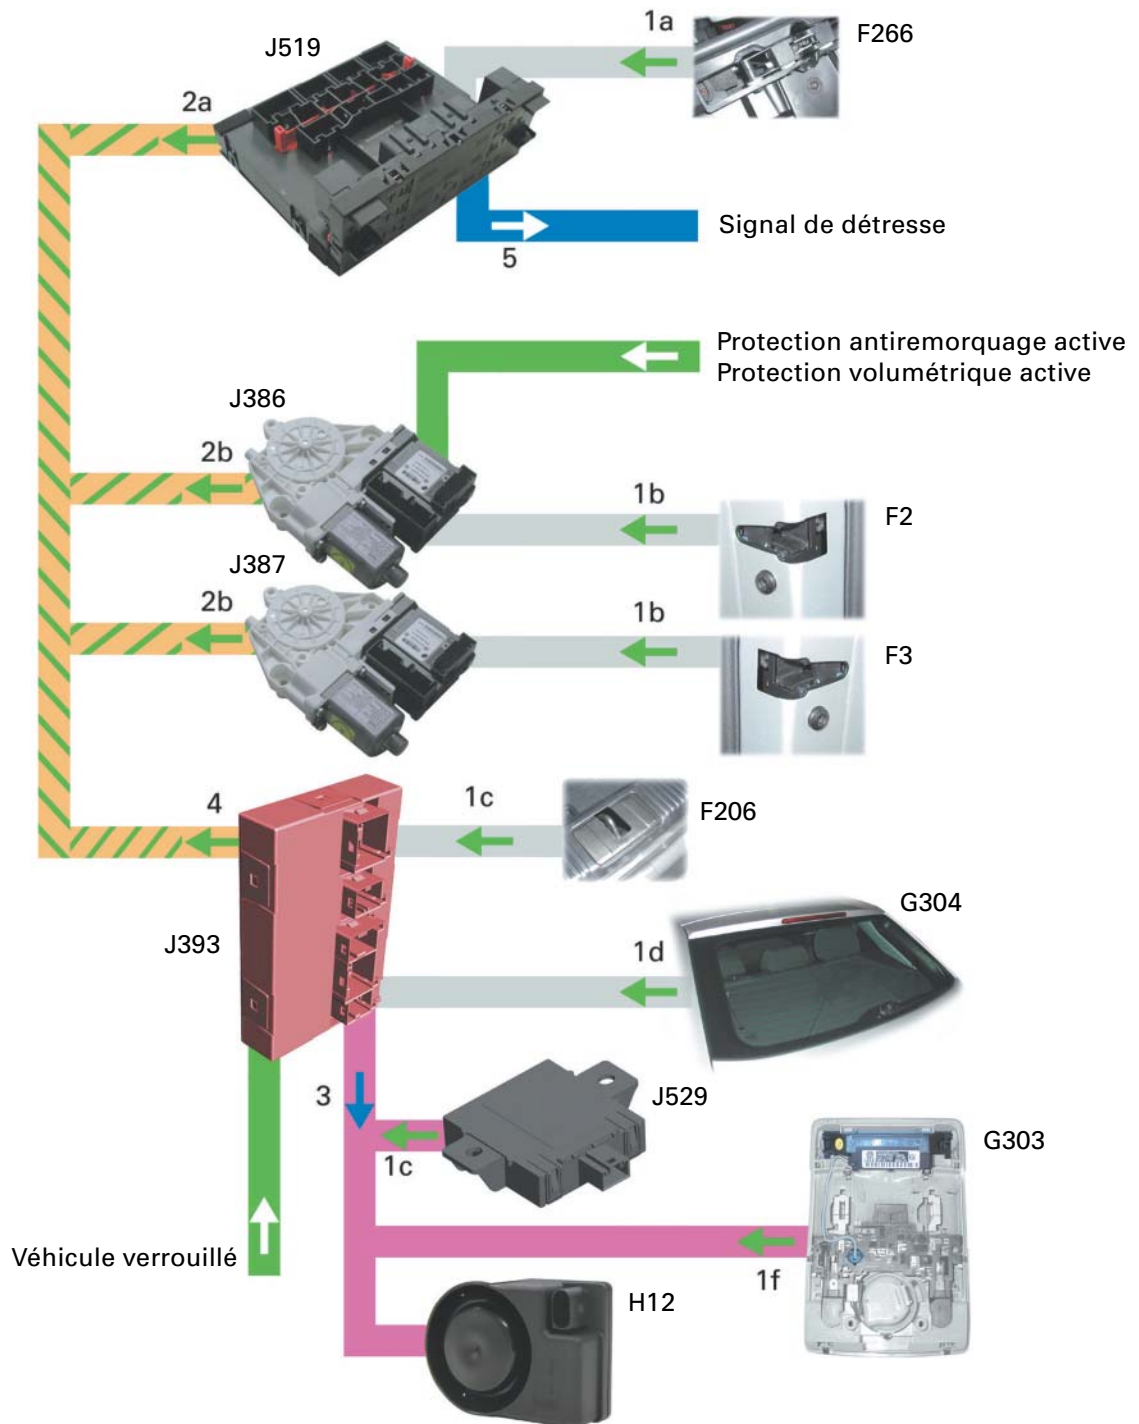 1a
F266
J519
2a
Signal de détresse
5
Protection antiremorquage active
Protection volumétrique active
J386
2b
1b
F2
J387
2b
1b
F3
4
1c
F206
G304
J393
1d
3
J529
1c
G303
Véhicule verrouillé
1f
H12